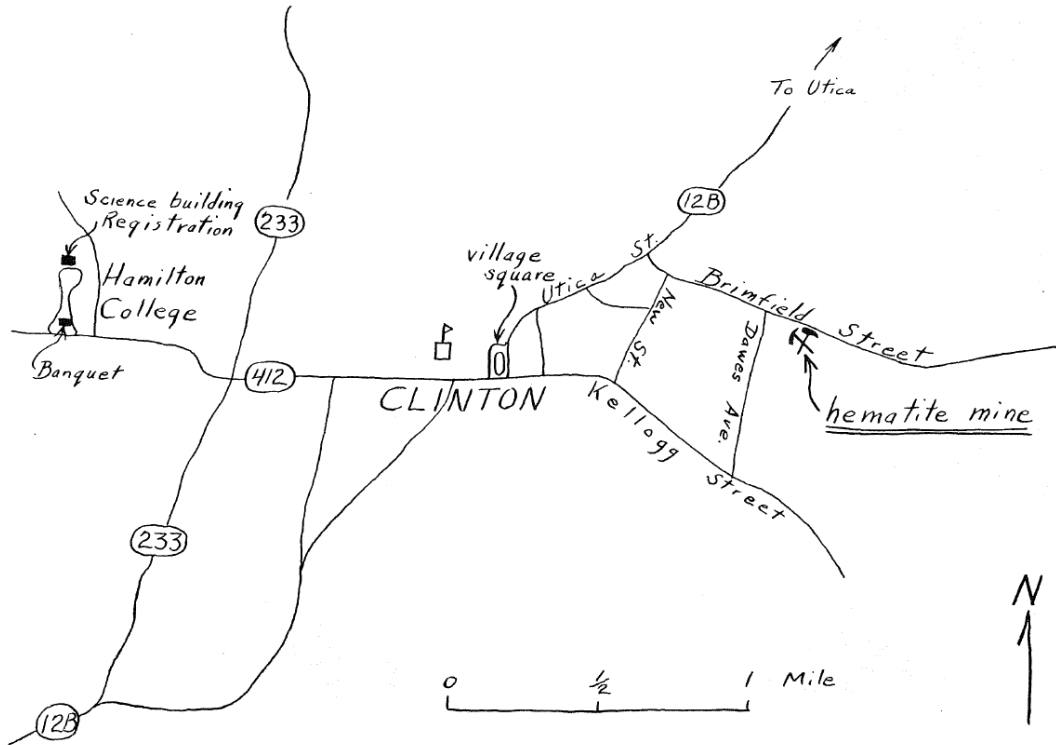 To Utica
12B
Science building
Registration
233
Hamilton
College
village
square
Utica St.
Brimfield Street
New St.
Dawes Ave.
Banquet
412
CLINTON
Kellogg Street
hematite mine
233
N
0 ½ 1 Mile
12B